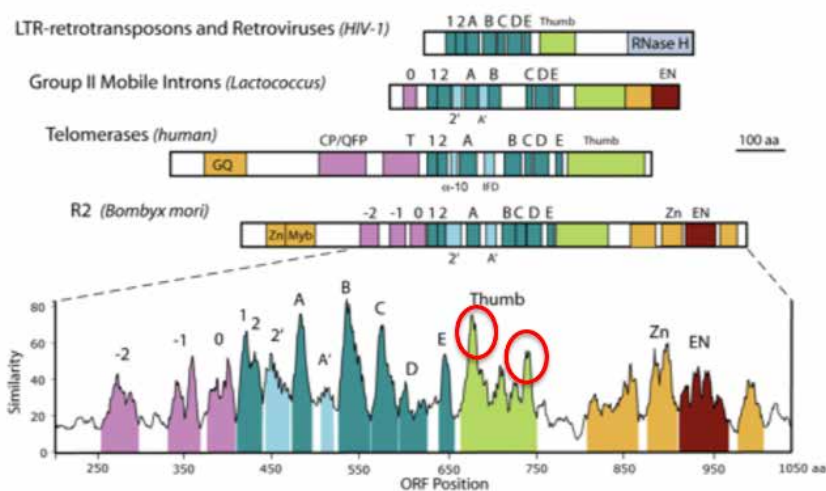 LTR-retrotransposons and Retroviruses (HIV-1)
1 2 A B C D E Thumb
RNase H
Group II Mobile Introns (Lactococcus)
0 1 2 A B C D E EN
2' A'
Telomerases (human)
CP/QFP T 1 2 A B C D E Thumb
GQ
α-10 IFD
100 aa
R2 (Bombyx mori)
-2 -1 0 1 2 A B C D E Zn EN
Zn Myb
2' A'
Similarity
80
60
40
20
0
-2 -1 0 1 2 2' A A' B C D E Thumb Zn EN
250 350 450 550 650 750 850 950 1050 aa
ORF Position